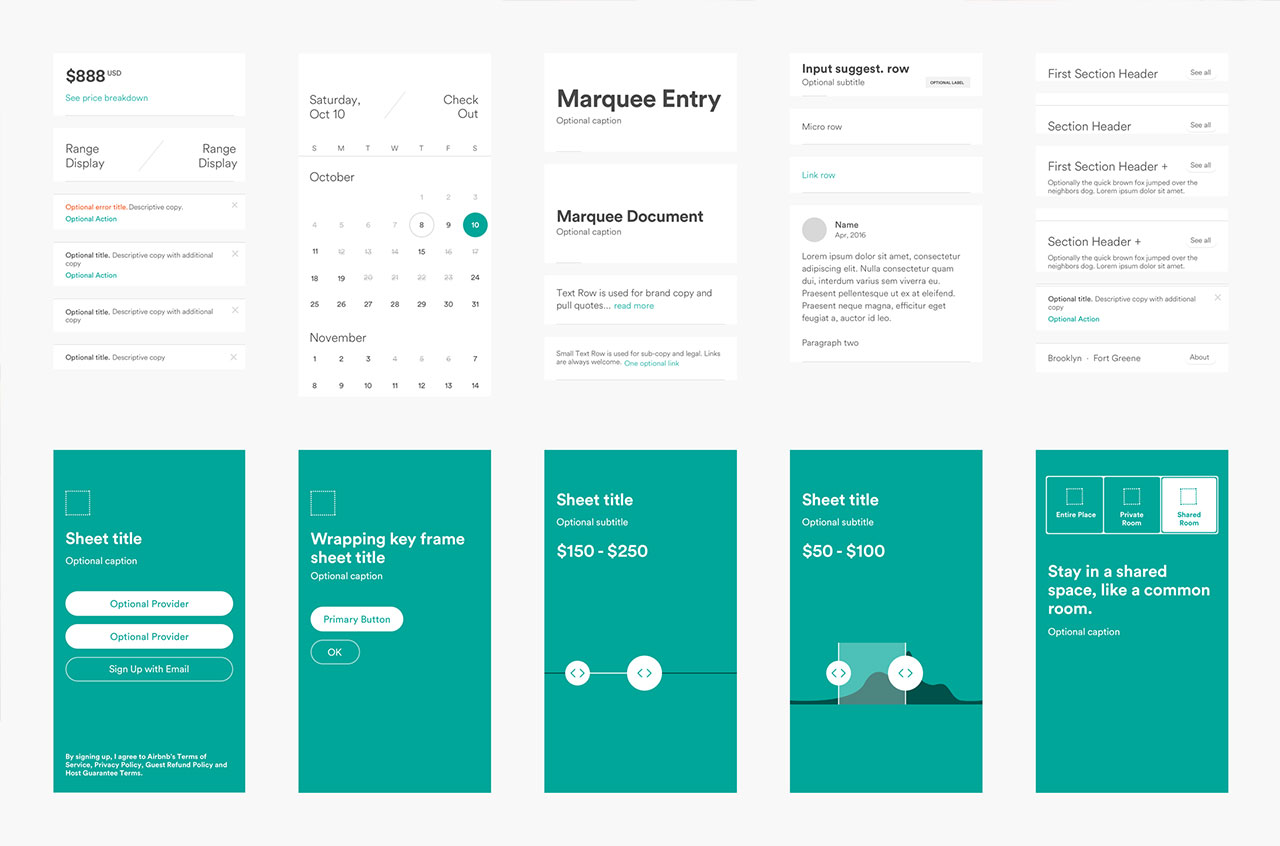 $888 USD
See price breakdown
Range
Display
Range
Display
Optional error title. Descriptive copy.
Optional Action
Optional title. Descriptive copy with additional
copy
Optional Action
Optional title. Descriptive copy with additional
copy
Optional title. Descriptive copy
Saturday,
Oct 10
Check
Out
S M T W T F S
October
1 2 3
4 5 6 7 8 9 10
11 12 13 14 15 16 17
18 19 20 21 22 23 24
25 26 27 28 29 30 31
November
1 2 3 4 5 6 7
8 9 10 11 12 13 14
Marquee Entry
Optional caption
Marquee Document
Optional caption
Text Row is used for brand copy and
pull quotes... read more
Small Text Row is used for sub-copy and legal. Links
are always welcome. One optional link
Input suggest. row
Optional subtitle
OPTIONAL LABEL
Micro row
Link row
Name
Apr, 2016
Lorem ipsum dolor sit amet, consectetur
adipiscing elit. Nulla consectetur quam
dui, interdum varius sem viverra eu.
Praesent pellentesque ut ex at eleifend.
Praesent neque magna, efficitur eget
feugiat a, auctor id leo.
Paragraph two
First Section Header See all
Section Header See all
First Section Header + See all
Optionally the quick brown fox jumped over the
neighbors dog. Lorem ipsum dolor sit amet.
Section Header + See all
Optionally the quick brown fox jumped over the
neighbors dog. Lorem ipsum dolor sit amet.
Optional title. Descriptive copy with additional
copy
Optional Action
Brooklyn · Fort Greene About
Sheet title
Optional caption
Optional Provider
Optional Provider
Sign Up with Email
By signing up, I agree to Airbnb's Terms of
Service, Privacy Policy, Guest Refund Policy and
Host Guarantee Terms.
Wrapping key frame
sheet title
Optional caption
Primary Button
OK
Sheet title
Optional subtitle
$150 - $250
Sheet title
Optional subtitle
$50 - $100
Entire Place
Private
Room
Shared
Room
Stay in a shared
space, like a common
room.
Optional caption